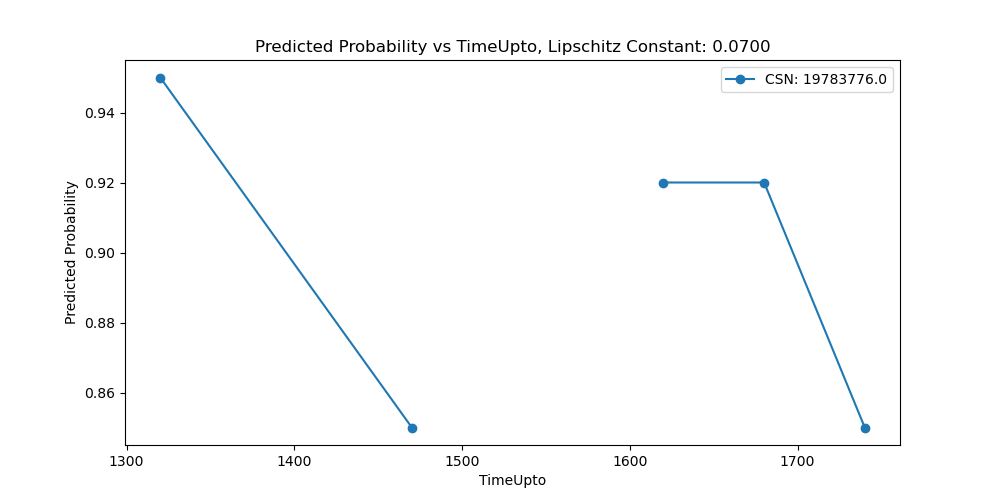 Predicted Probability vs TimeUpto, Lipschitz Constant: 0.0700
CSN: 19783776.0
Predicted Probability
0.94
0.92
0.90
0.88
0.86
1300 1400 1500 1600 1700
TimeUpto